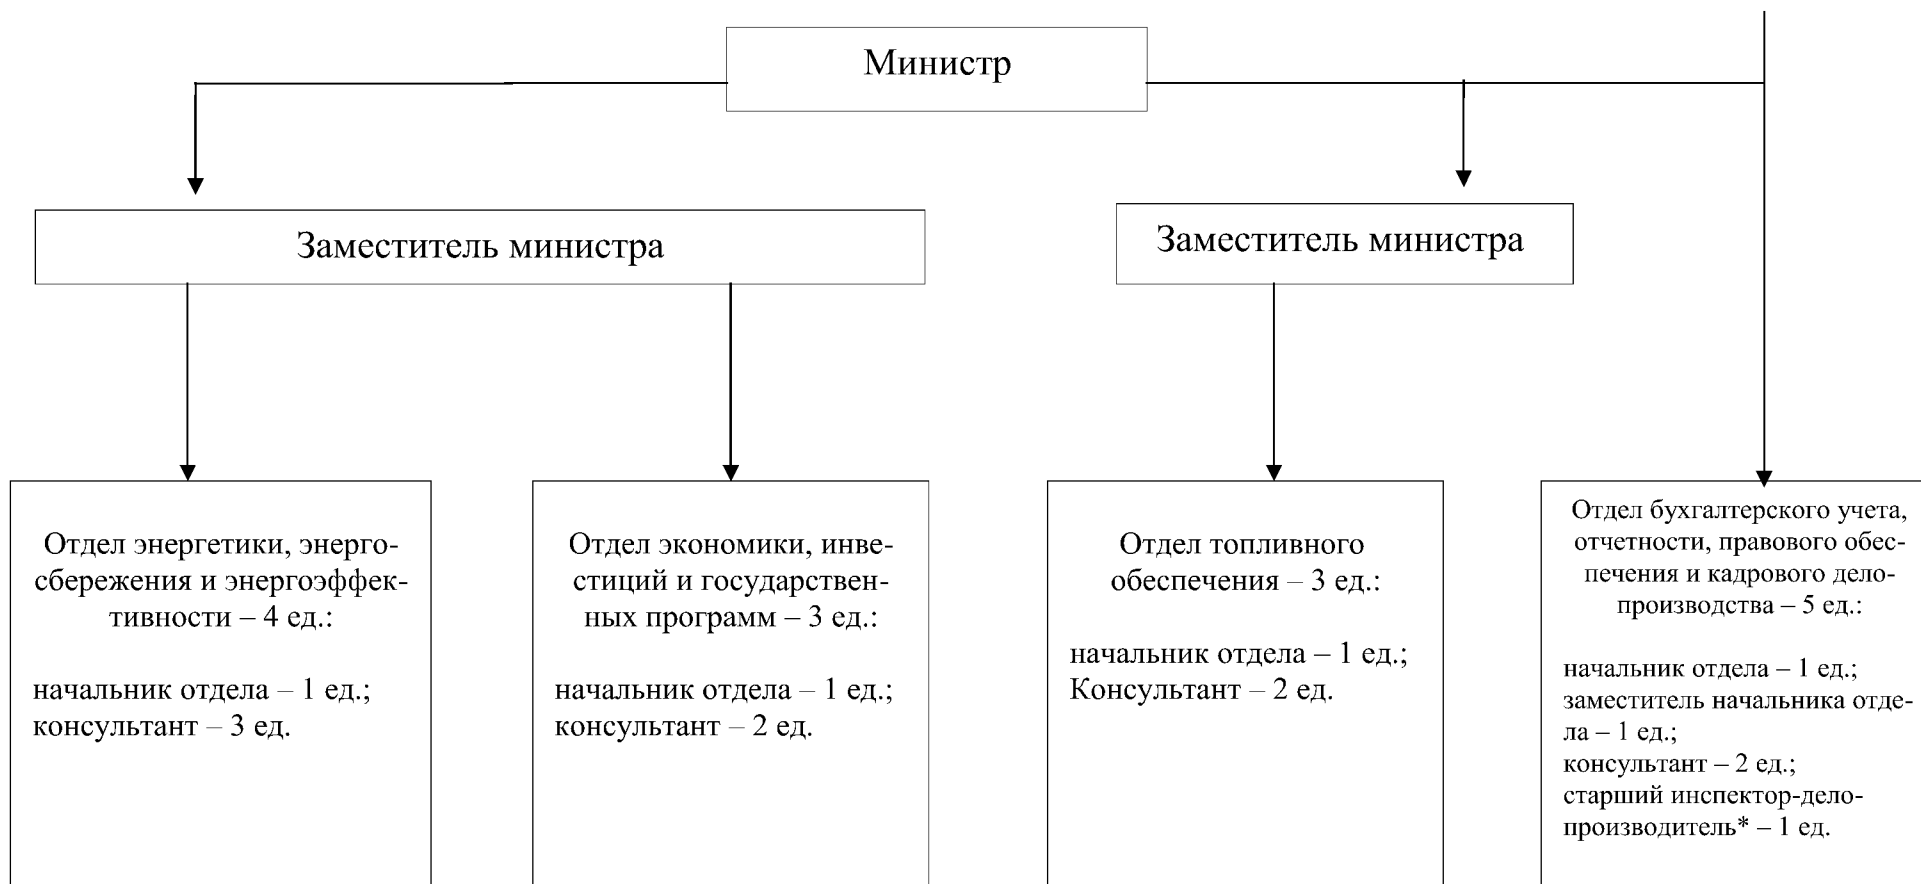 Министр
Заместитель министра
Заместитель министра
Отдел энергетики, энерго-
сбережения и энергоэффек-
тивности – 4 ед.:
начальник отдела – 1 ед.;
консультант – 3 ед.
Отдел экономики, инве-
стиций и государствен-
ных программ – 3 ед.:
начальник отдела – 1 ед.;
консультант – 2 ед.
Отдел топливного
обеспечения – 3 ед.:
начальник отдела – 1 ед.;
Консультант – 2 ед.
Отдел бухгалтерского учета,
отчетности, правового обес-
печения и кадрового дело-
производства – 5 ед.:
начальник отдела – 1 ед.;
заместитель начальника отде-
ла – 1 ед.;
консультант – 2 ед.;
старший инспектор-дело-
производитель* – 1 ед.